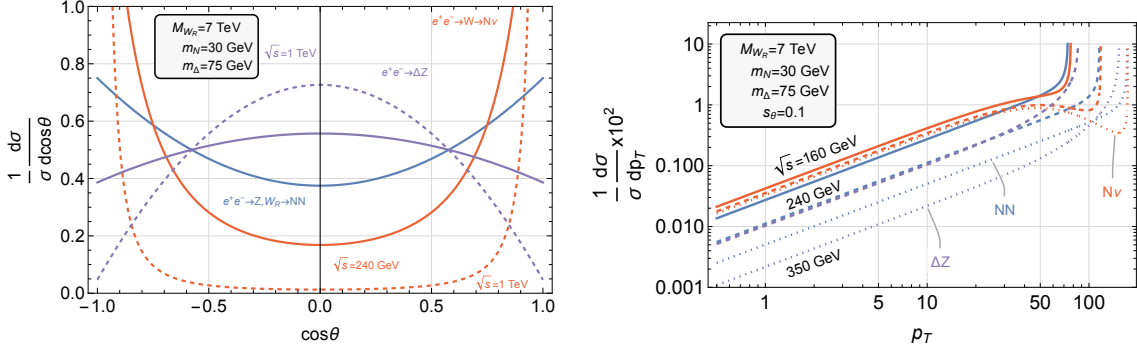 M_{W_R}=7 TeV
m_N=30 GeV
m_Δ=75 GeV
√s=1 TeV
e⁺e⁻→W→Nν
e⁺e⁻→ΔZ
e⁺e⁻→Z,W_R→NN
√s=240 GeV
√s=1 TeV
1/σ dσ/dcosθ
0.0
0.2
0.4
0.6
0.8
1.0
-1.0
-0.5
0.0
0.5
1.0
cosθ
M_{W_R}=7 TeV
m_N=30 GeV
m_Δ=75 GeV
s_θ=0.1
√s=160 GeV
240 GeV
350 GeV
NN
ΔZ
Nν
1/σ dσ/dp_T ×10²
10
1
0.100
0.010
0.001
1
5
10
50
100
p_T